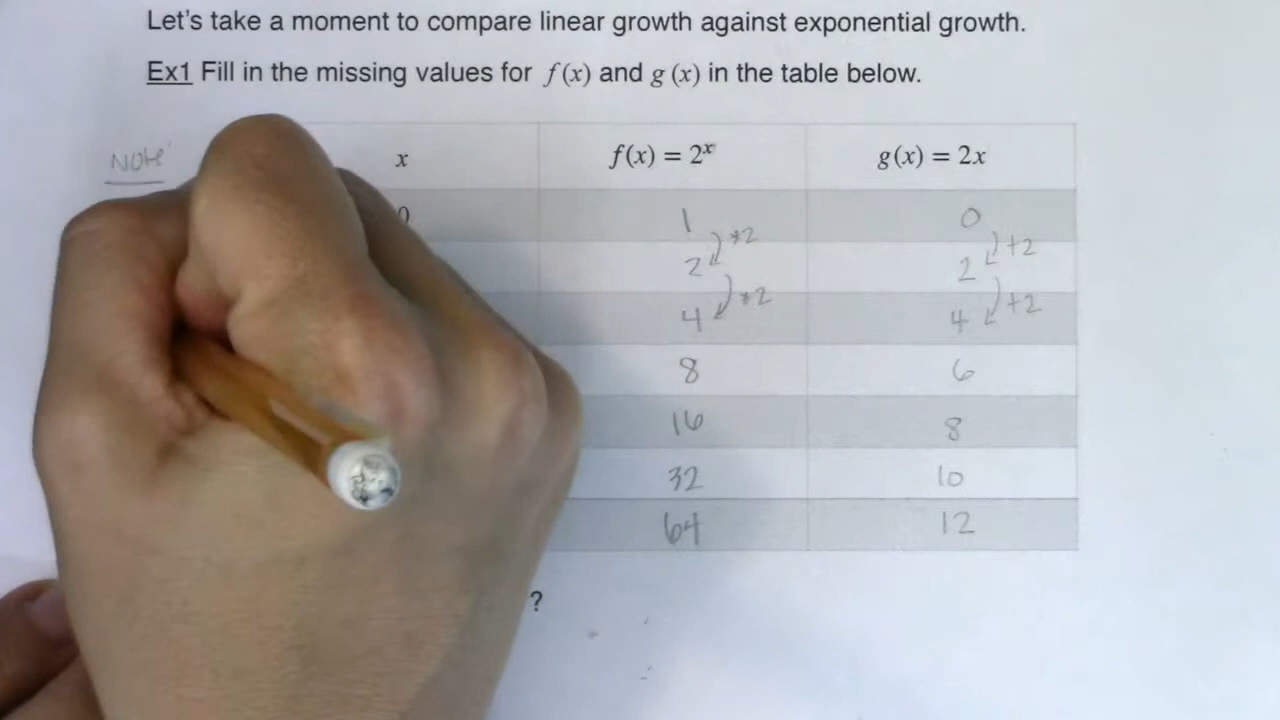 Let's take a moment to compare linear growth against exponential growth.
Ex1 Fill in the missing values for f(x) and g(x) in the table below.
Note
x f(x) = 2ˣ g(x) = 2x
0 1 0
*2 +2
2 2
*2 +2
4 4
8 6
16 8
32 10
64 12
?